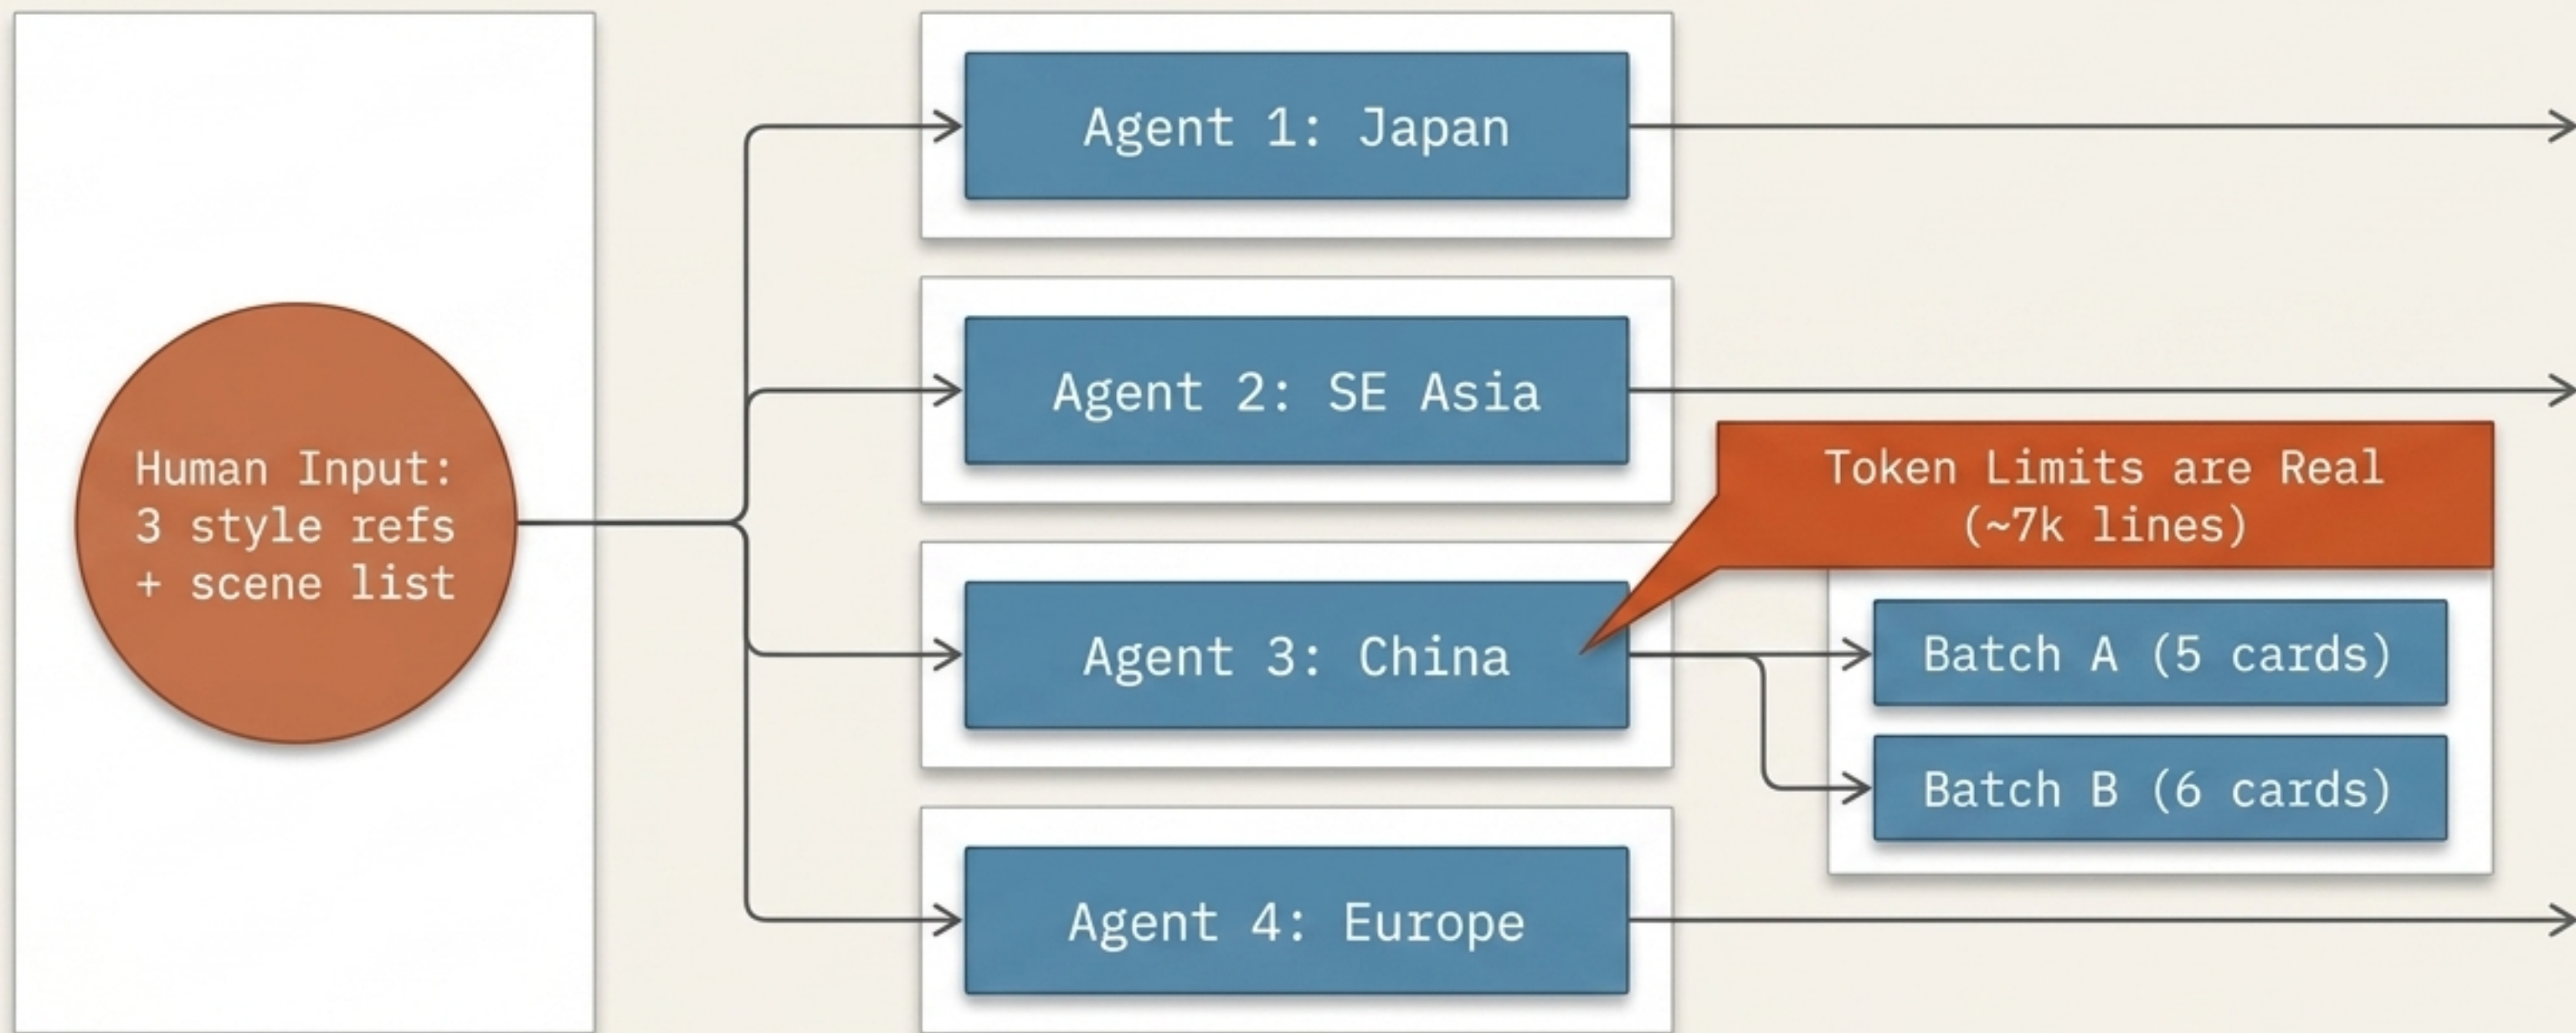 Human Input:
3 style refs
+ scene list
Agent 1: Japan
Agent 2: SE Asia
Agent 3: China
Agent 4: Europe
Token Limits are Real
(~7k lines)
Batch A (5 cards)
Batch B (6 cards)